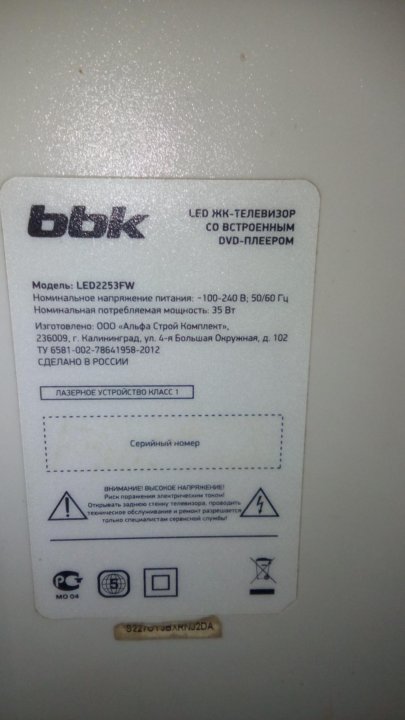 bbk
LED ЖК-ТЕЛЕВИЗОР
СО ВСТРОЕННЫМ
DVD-ПЛЕЕРОМ
Модель: LED2253FW
Номинальное напряжение питания: ~100-240 В; 50/60 Гц
Номинальная потребляемая мощность: 35 Вт
Изготовлено: ООО «Альфа Строй Комплект»,
236009, г. Калининград, ул. 4-я Большая Окружная, д. 102
ТУ 6581-002-78641958-2012
СДЕЛАНО В РОССИИ
ЛАЗЕРНОЕ УСТРОЙСТВО КЛАСС 1
Серийный номер
ВНИМАНИЕ! ВЫСОКОЕ НАПРЯЖЕНИЕ!
Риск поражения электрическим током!
Открывать заднюю стенку телевизора, проводить
техническое обслуживание и ремонт разрешается
только специалистам сервисной службы!
МО 04
5